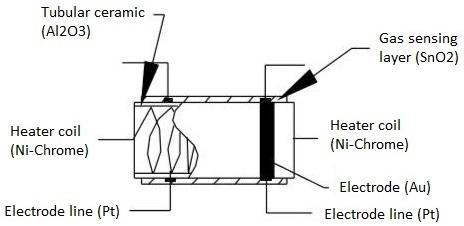 Tubular ceramic
(Al2O3)
Gas sensing
layer (SnO2)
Heater coil
(Ni-Chrome)
Heater coil
(Ni-Chrome)
Electrode (Au)
Electrode line (Pt)
Electrode line (Pt)